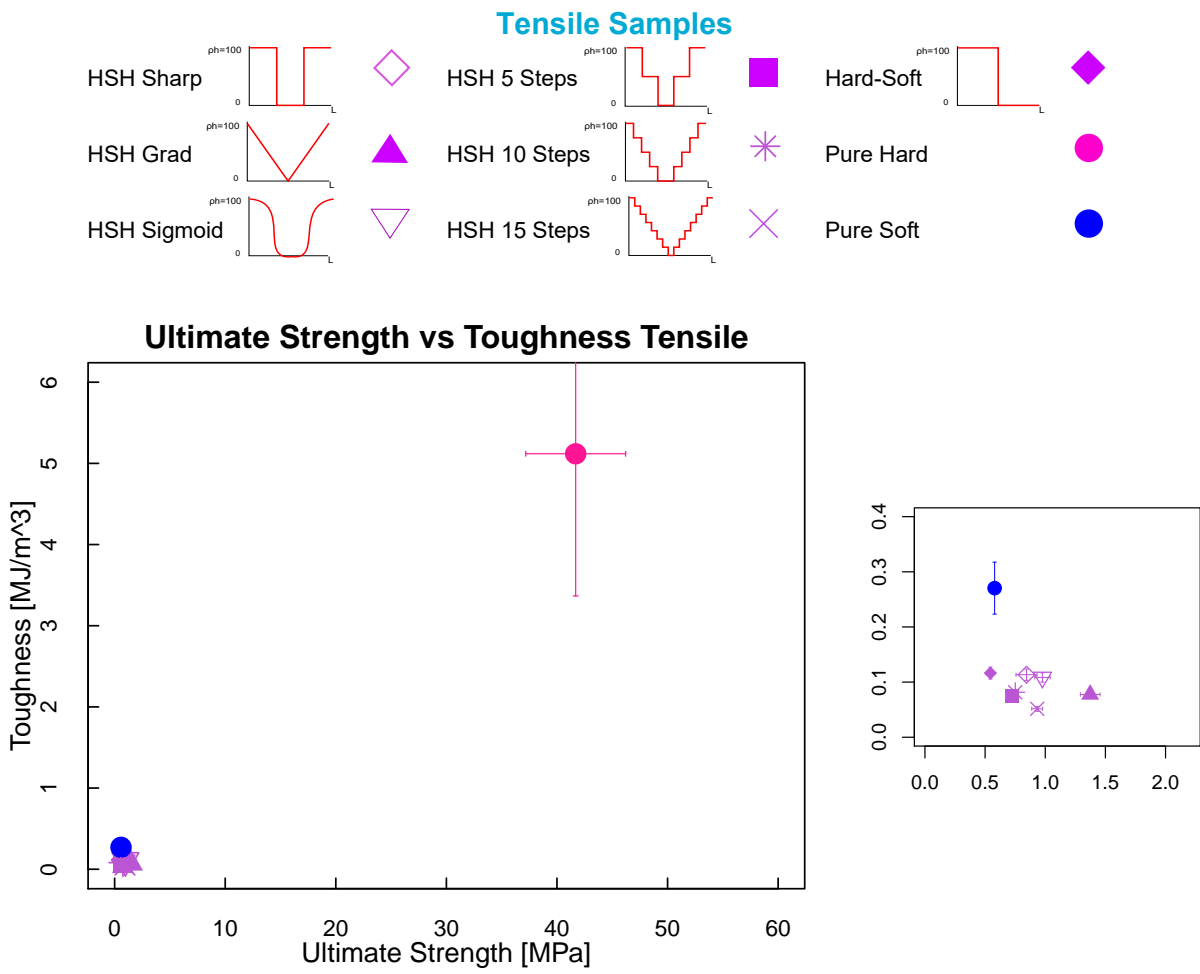 Tensile Samples
HSH Sharp ρh=100 0 L HSH 5 Steps ρh=100 0 L Hard-Soft ρh=100 0 L
HSH Grad ρh=100 0 L HSH 10 Steps ρh=100 0 L Pure Hard
HSH Sigmoid ρh=100 0 L HSH 15 Steps ρh=100 0 L Pure Soft
Ultimate Strength vs Toughness Tensile
Toughness [MJ/m^3]
6
5
4
3
2
1
0
0 10 20 30 40 50 60
Ultimate Strength [MPa]
0.4
0.3
0.2
0.1
0.0
0.0 0.5 1.0 1.5 2.0